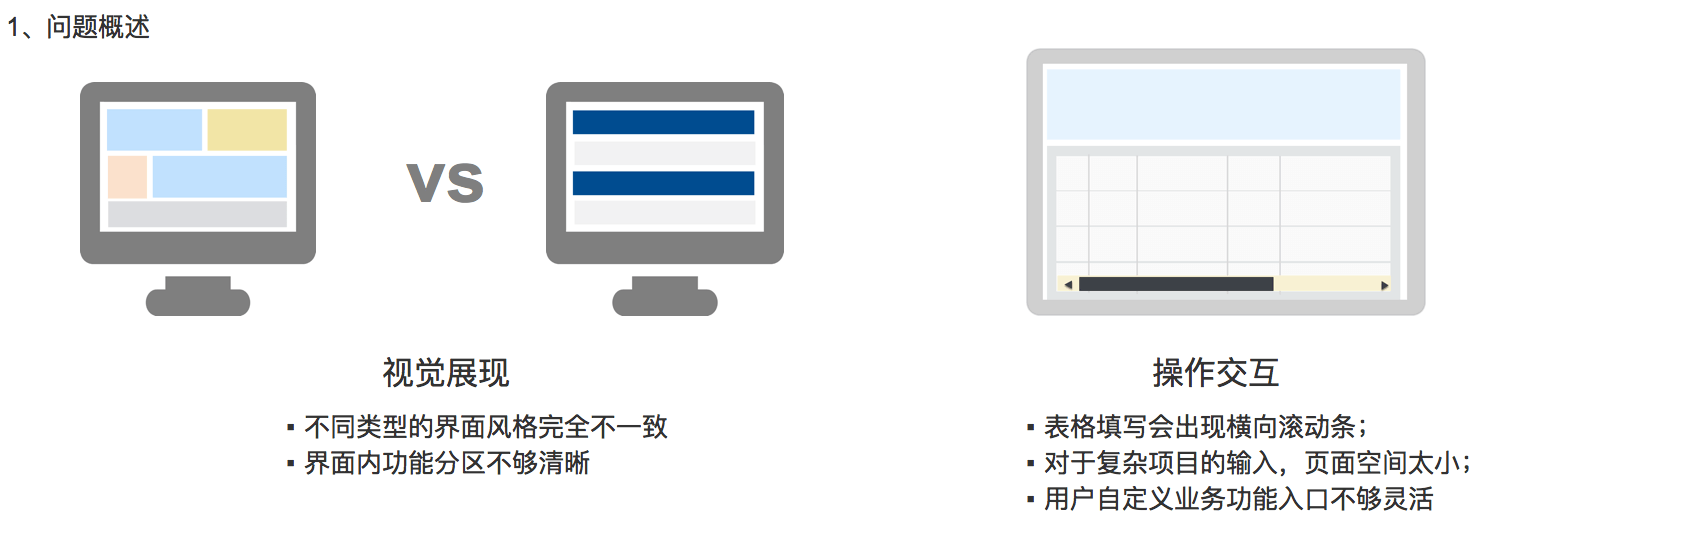 1、问题概述
vs
视觉展现
▪ 不同类型的界面风格完全不一致
▪ 界面内功能分区不够清晰
操作交互
▪ 表格填写会出现横向滚动条；
▪ 对于复杂项目的输入，页面空间太小；
▪ 用户自定义业务功能入口不够灵活